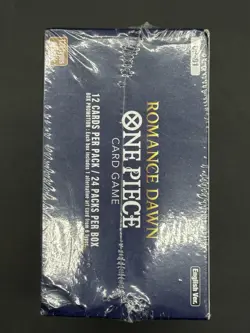 ROMANCE DAWN
ONE PIECE
CARD GAME
12 CARDS PER PACK / 24 PACKS PER BOX
English Ver.